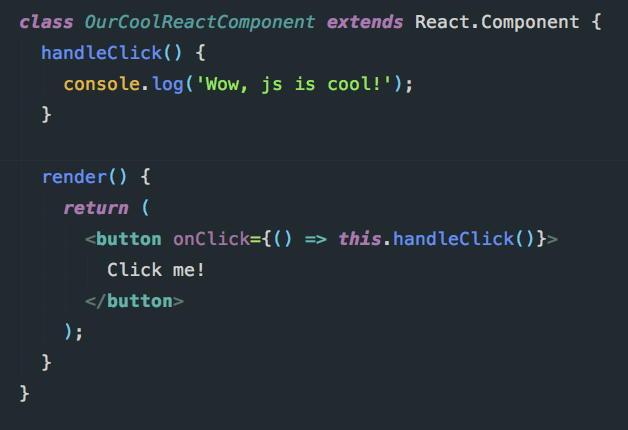 class OurCoolReactComponent extends React.Component {
  handleClick() {
    console.log('Wow, js is cool!');
  }

  render() {
    return (
      <button onClick={() => this.handleClick()}>
        Click me!
      </button>
    );
  }
}